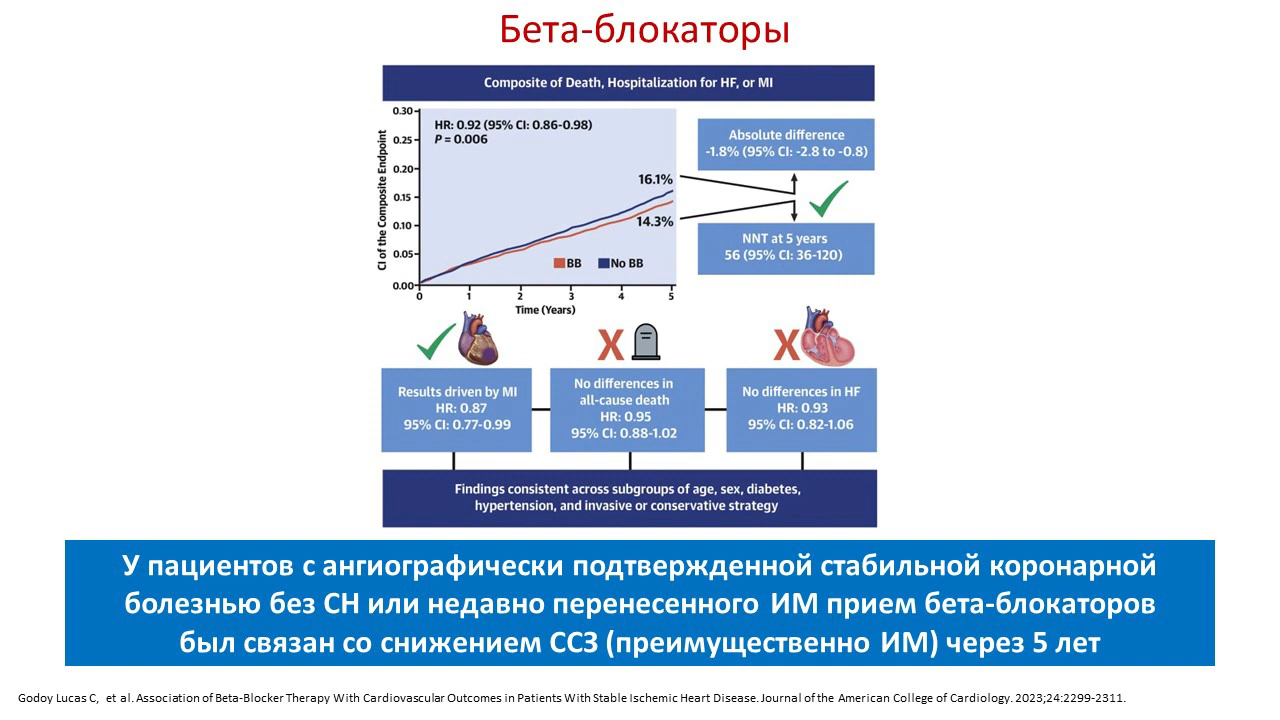 Бета-блокаторы
Composite of Death, Hospitalization for HF, or MI
CI of the Composite Endpoint
0.30
0.25
0.20
0.15
0.10
0.05
0.00
HR: 0.92 (95% CI: 0.86-0.98)
P = 0.006
16.1%
14.3%
BB
No BB
0
1
2
3
4
5
Time (Years)
Absolute difference
-1.8% (95% CI: -2.8 to -0.8)
NNT at 5 years
56 (95% CI: 36-120)
X
X
Results driven by MI
HR: 0.87
95% CI: 0.77-0.99
No differences in
all-cause death
HR: 0.95
95% CI: 0.88-1.02
No differences in HF
HR: 0.93
95% CI: 0.82-1.06
Findings consistent across subgroups of age, sex, diabetes,
hypertension, and invasive or conservative strategy
У пациентов с ангиографически подтвержденной стабильной коронарной
болезнью без СН или недавно перенесенного ИМ прием бета-блокаторов
был связан со снижением ССЗ (преимущественно ИМ) через 5 лет
Godoy Lucas C, et al. Association of Beta-Blocker Therapy With Cardiovascular Outcomes in Patients With Stable Ischemic Heart Disease. Journal of the American College of Cardiology. 2023;24:2299-2311.